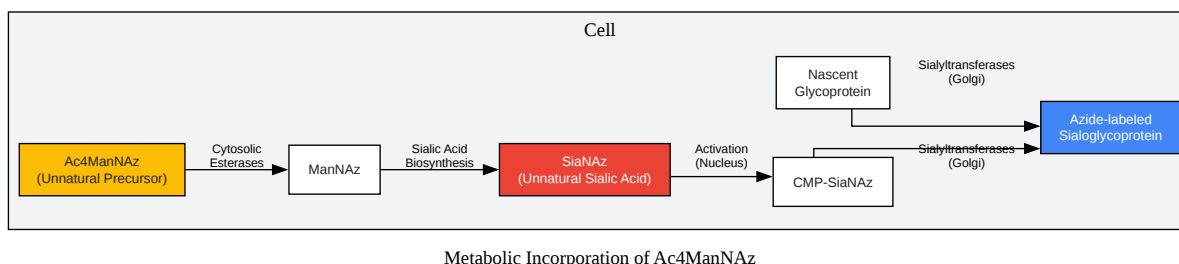 Cell
Nascent
Glycoprotein
Sialyltransferases
(Golgi)
Azide-labeled
Sialoglycoprotein
Ac4ManNAz
(Unnatural Precursor)
Cytosolic
Esterases
ManNAz
Sialic Acid
Biosynthesis
SiaNAz
(Unnatural Sialic Acid)
Activation
(Nucleus)
CMP-SiaNAz
Sialyltransferases
(Golgi)
Metabolic Incorporation of Ac4ManNAz